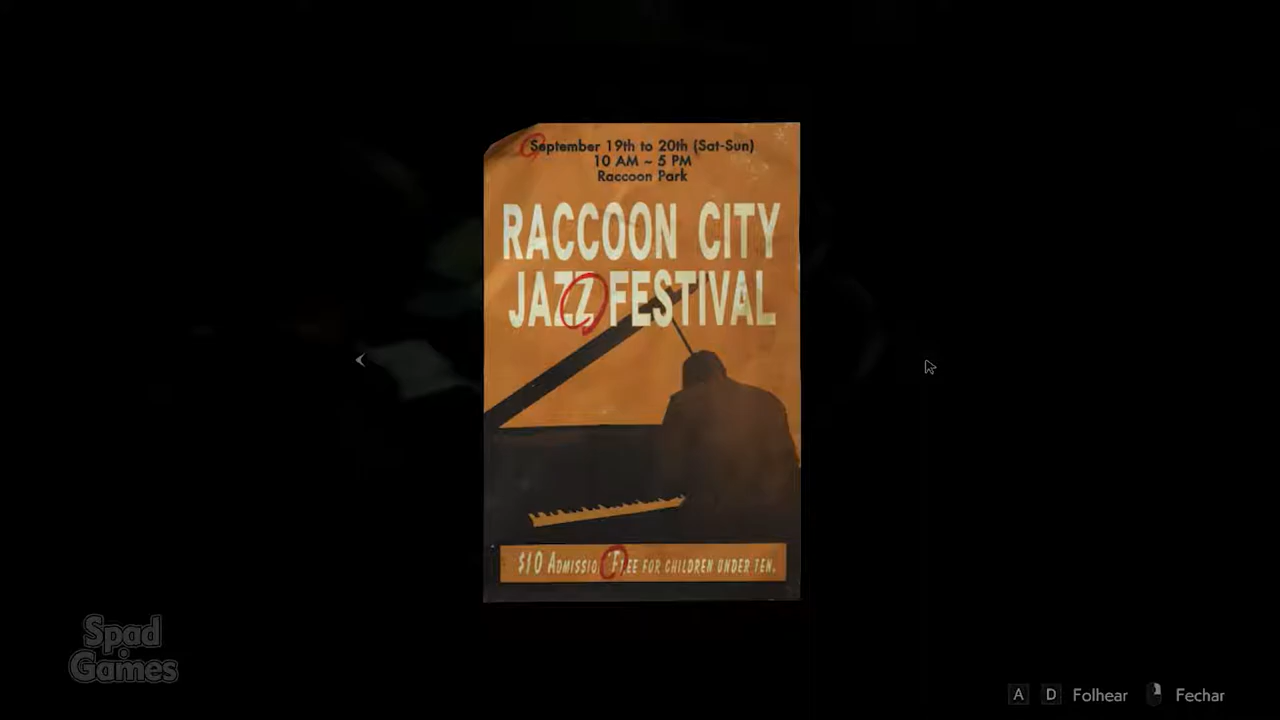 September 19th to 20th (Sat-Sun)
10 AM ~ 5 PM
Raccoon Park
RACCOON CITY
JAZZ FESTIVAL
$10 ADMISSIO FREE FOR CHILDREN UNDER TEN.
Spad
Games
A D Folhear Fechar